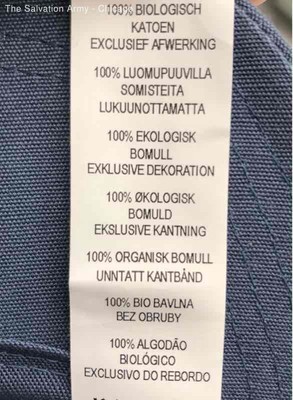 The Salvation Army - Chicago
100% BIOLOGISCH
KATOEN
EXCLUSIEF AFWERKING
100% LUOMUPUUVILLA
SOMISTEITA
LUKUUNOTTAMATTA
100% EKOLOGISK
BOMULL
EXKLUSIVE DEKORATION
100% ØKOLOGISK
BOMULD
EKSLUSIVE KANTNING
100% ORGANISK BOMULL
UNNTATT KANTBÅND
100% BIO BAVLNA
BEZ OBRUBY
100% ALGODÃO
BIOLÓGICO
EXCLUSIVO DO REBORDO